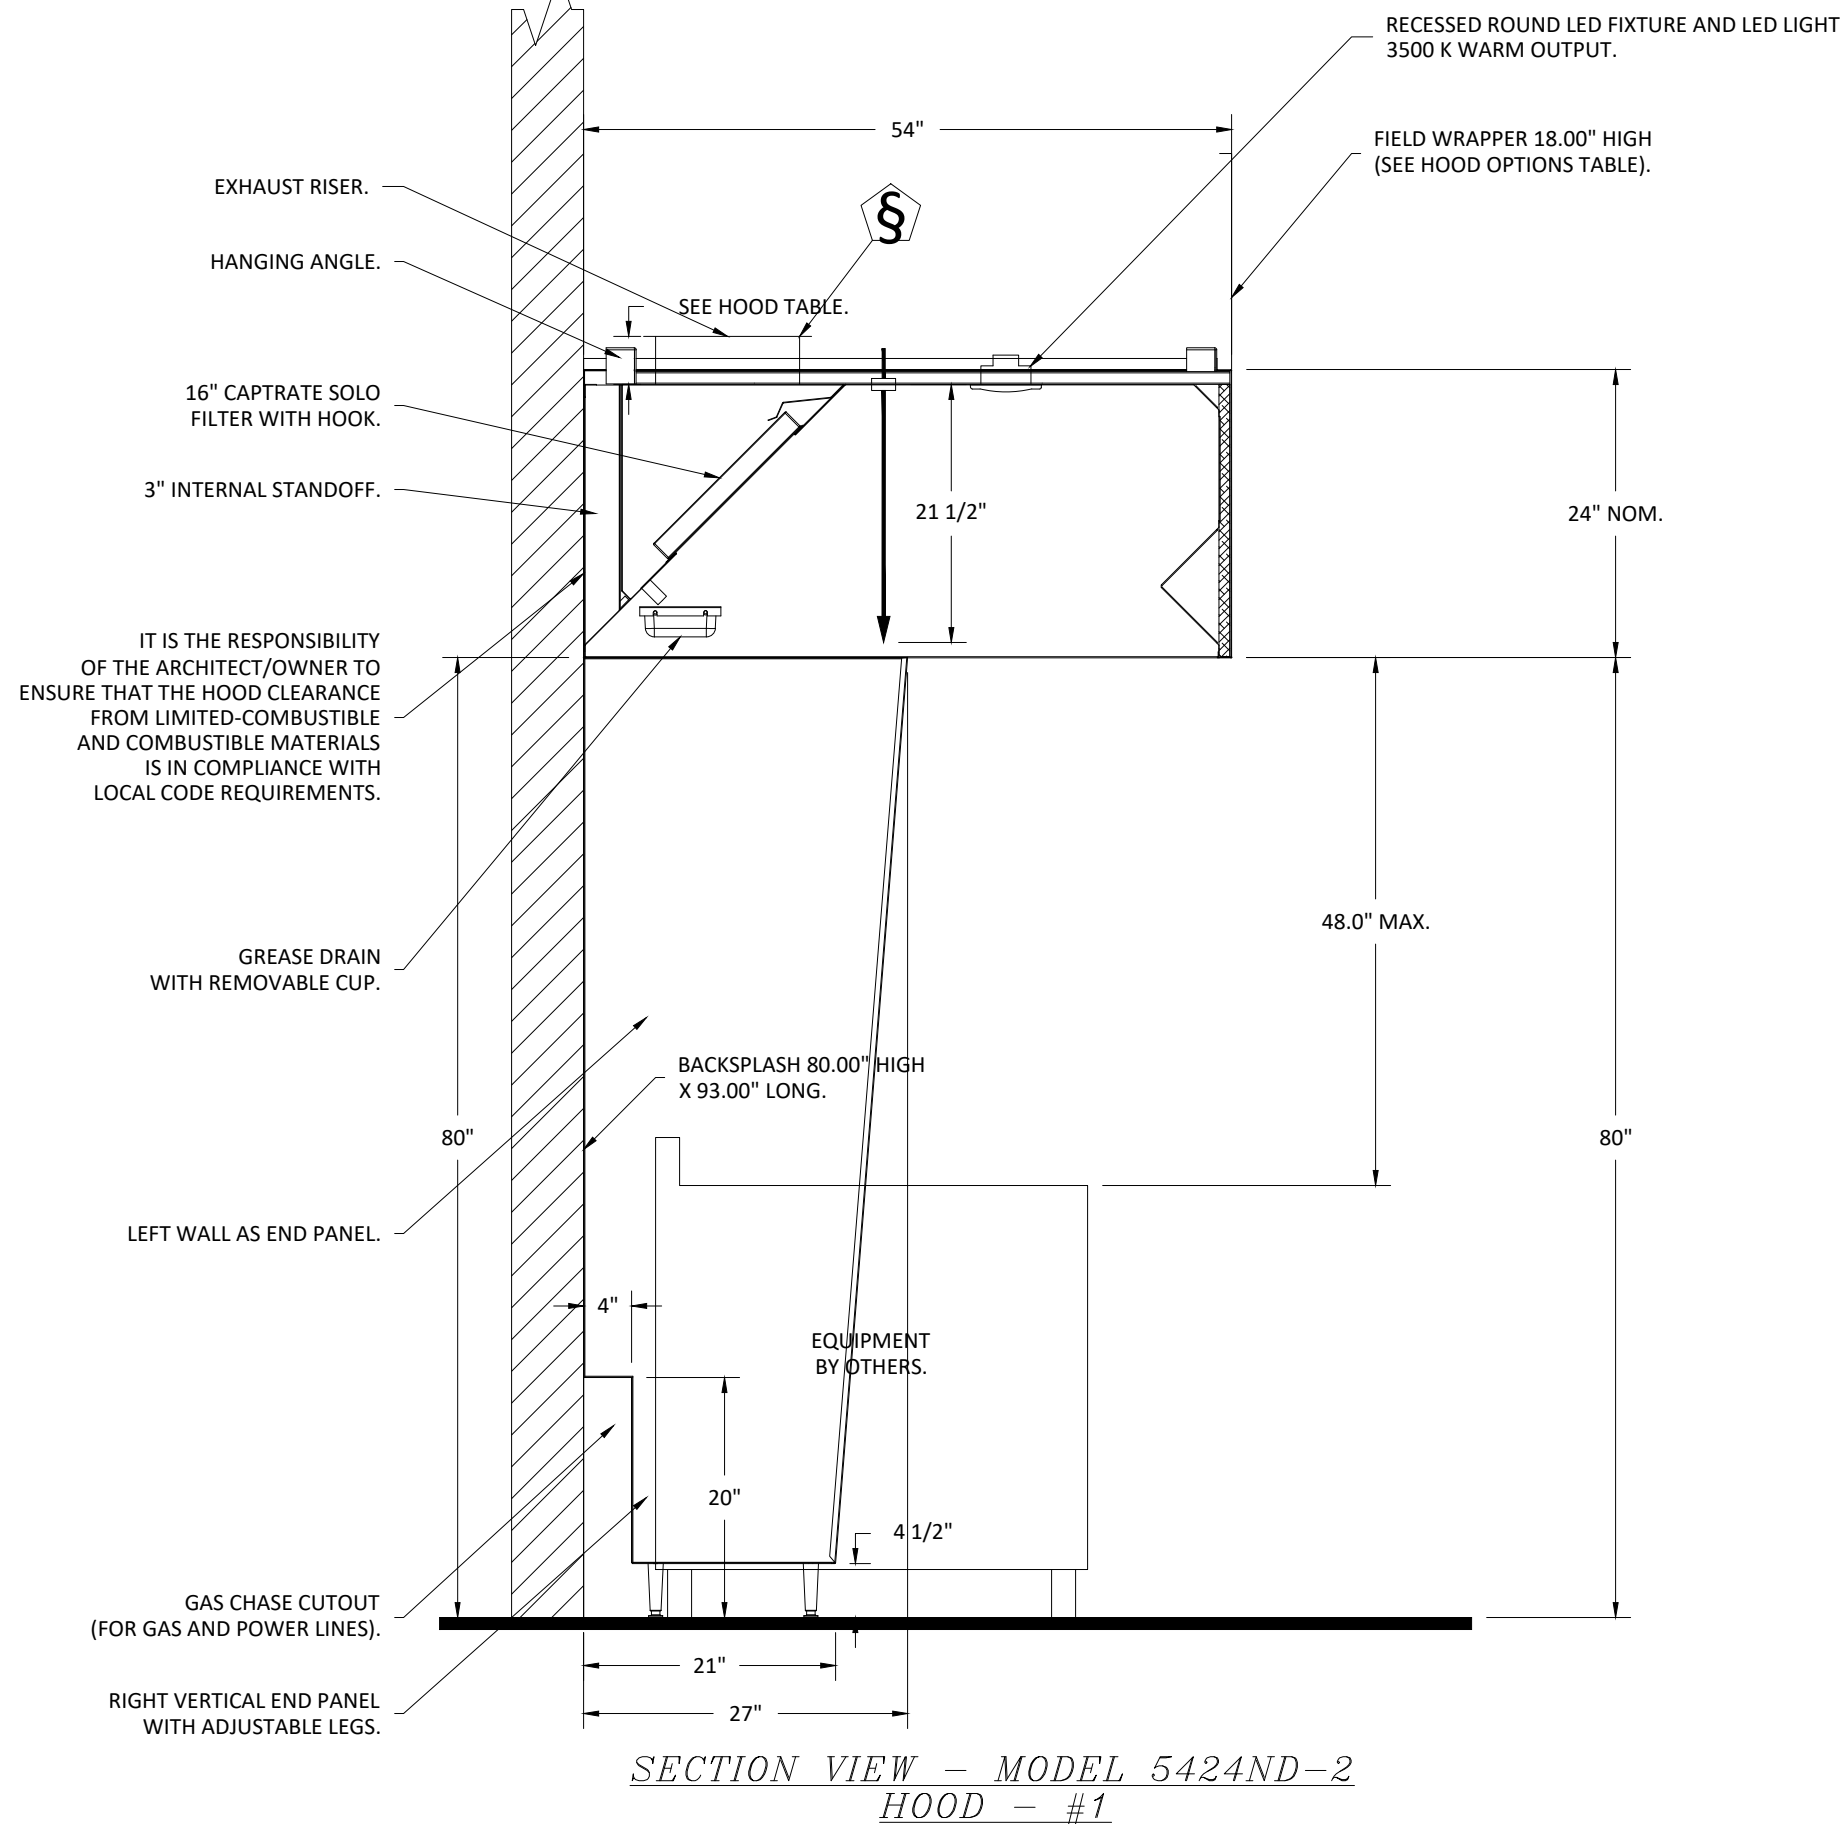 RECESSED ROUND LED FIXTURE AND LED LIGHT
3500 K WARM OUTPUT.
54"
FIELD WRAPPER 18.00" HIGH
(SEE HOOD OPTIONS TABLE).
EXHAUST RISER.
§
HANGING ANGLE.
SEE HOOD TABLE.
16" CAPTRATE SOLO
FILTER WITH HOOK.
3" INTERNAL STANDOFF.
21 1/2"
24" NOM.
IT IS THE RESPONSIBILITY
OF THE ARCHITECT/OWNER TO
ENSURE THAT THE HOOD CLEARANCE
FROM LIMITED-COMBUSTIBLE
AND COMBUSTIBLE MATERIALS
IS IN COMPLIANCE WITH
LOCAL CODE REQUIREMENTS.
48.0" MAX.
GREASE DRAIN
WITH REMOVABLE CUP.
BACKSPLASH 80.00" HIGH
X 93.00" LONG.
80"
80"
LEFT WALL AS END PANEL.
4"
EQUIPMENT
BY OTHERS.
20"
4 1/2"
GAS CHASE CUTOUT
(FOR GAS AND POWER LINES).
21"
RIGHT VERTICAL END PANEL
WITH ADJUSTABLE LEGS.
27"
SECTION VIEW - MODEL 5424ND-2
HOOD - #1